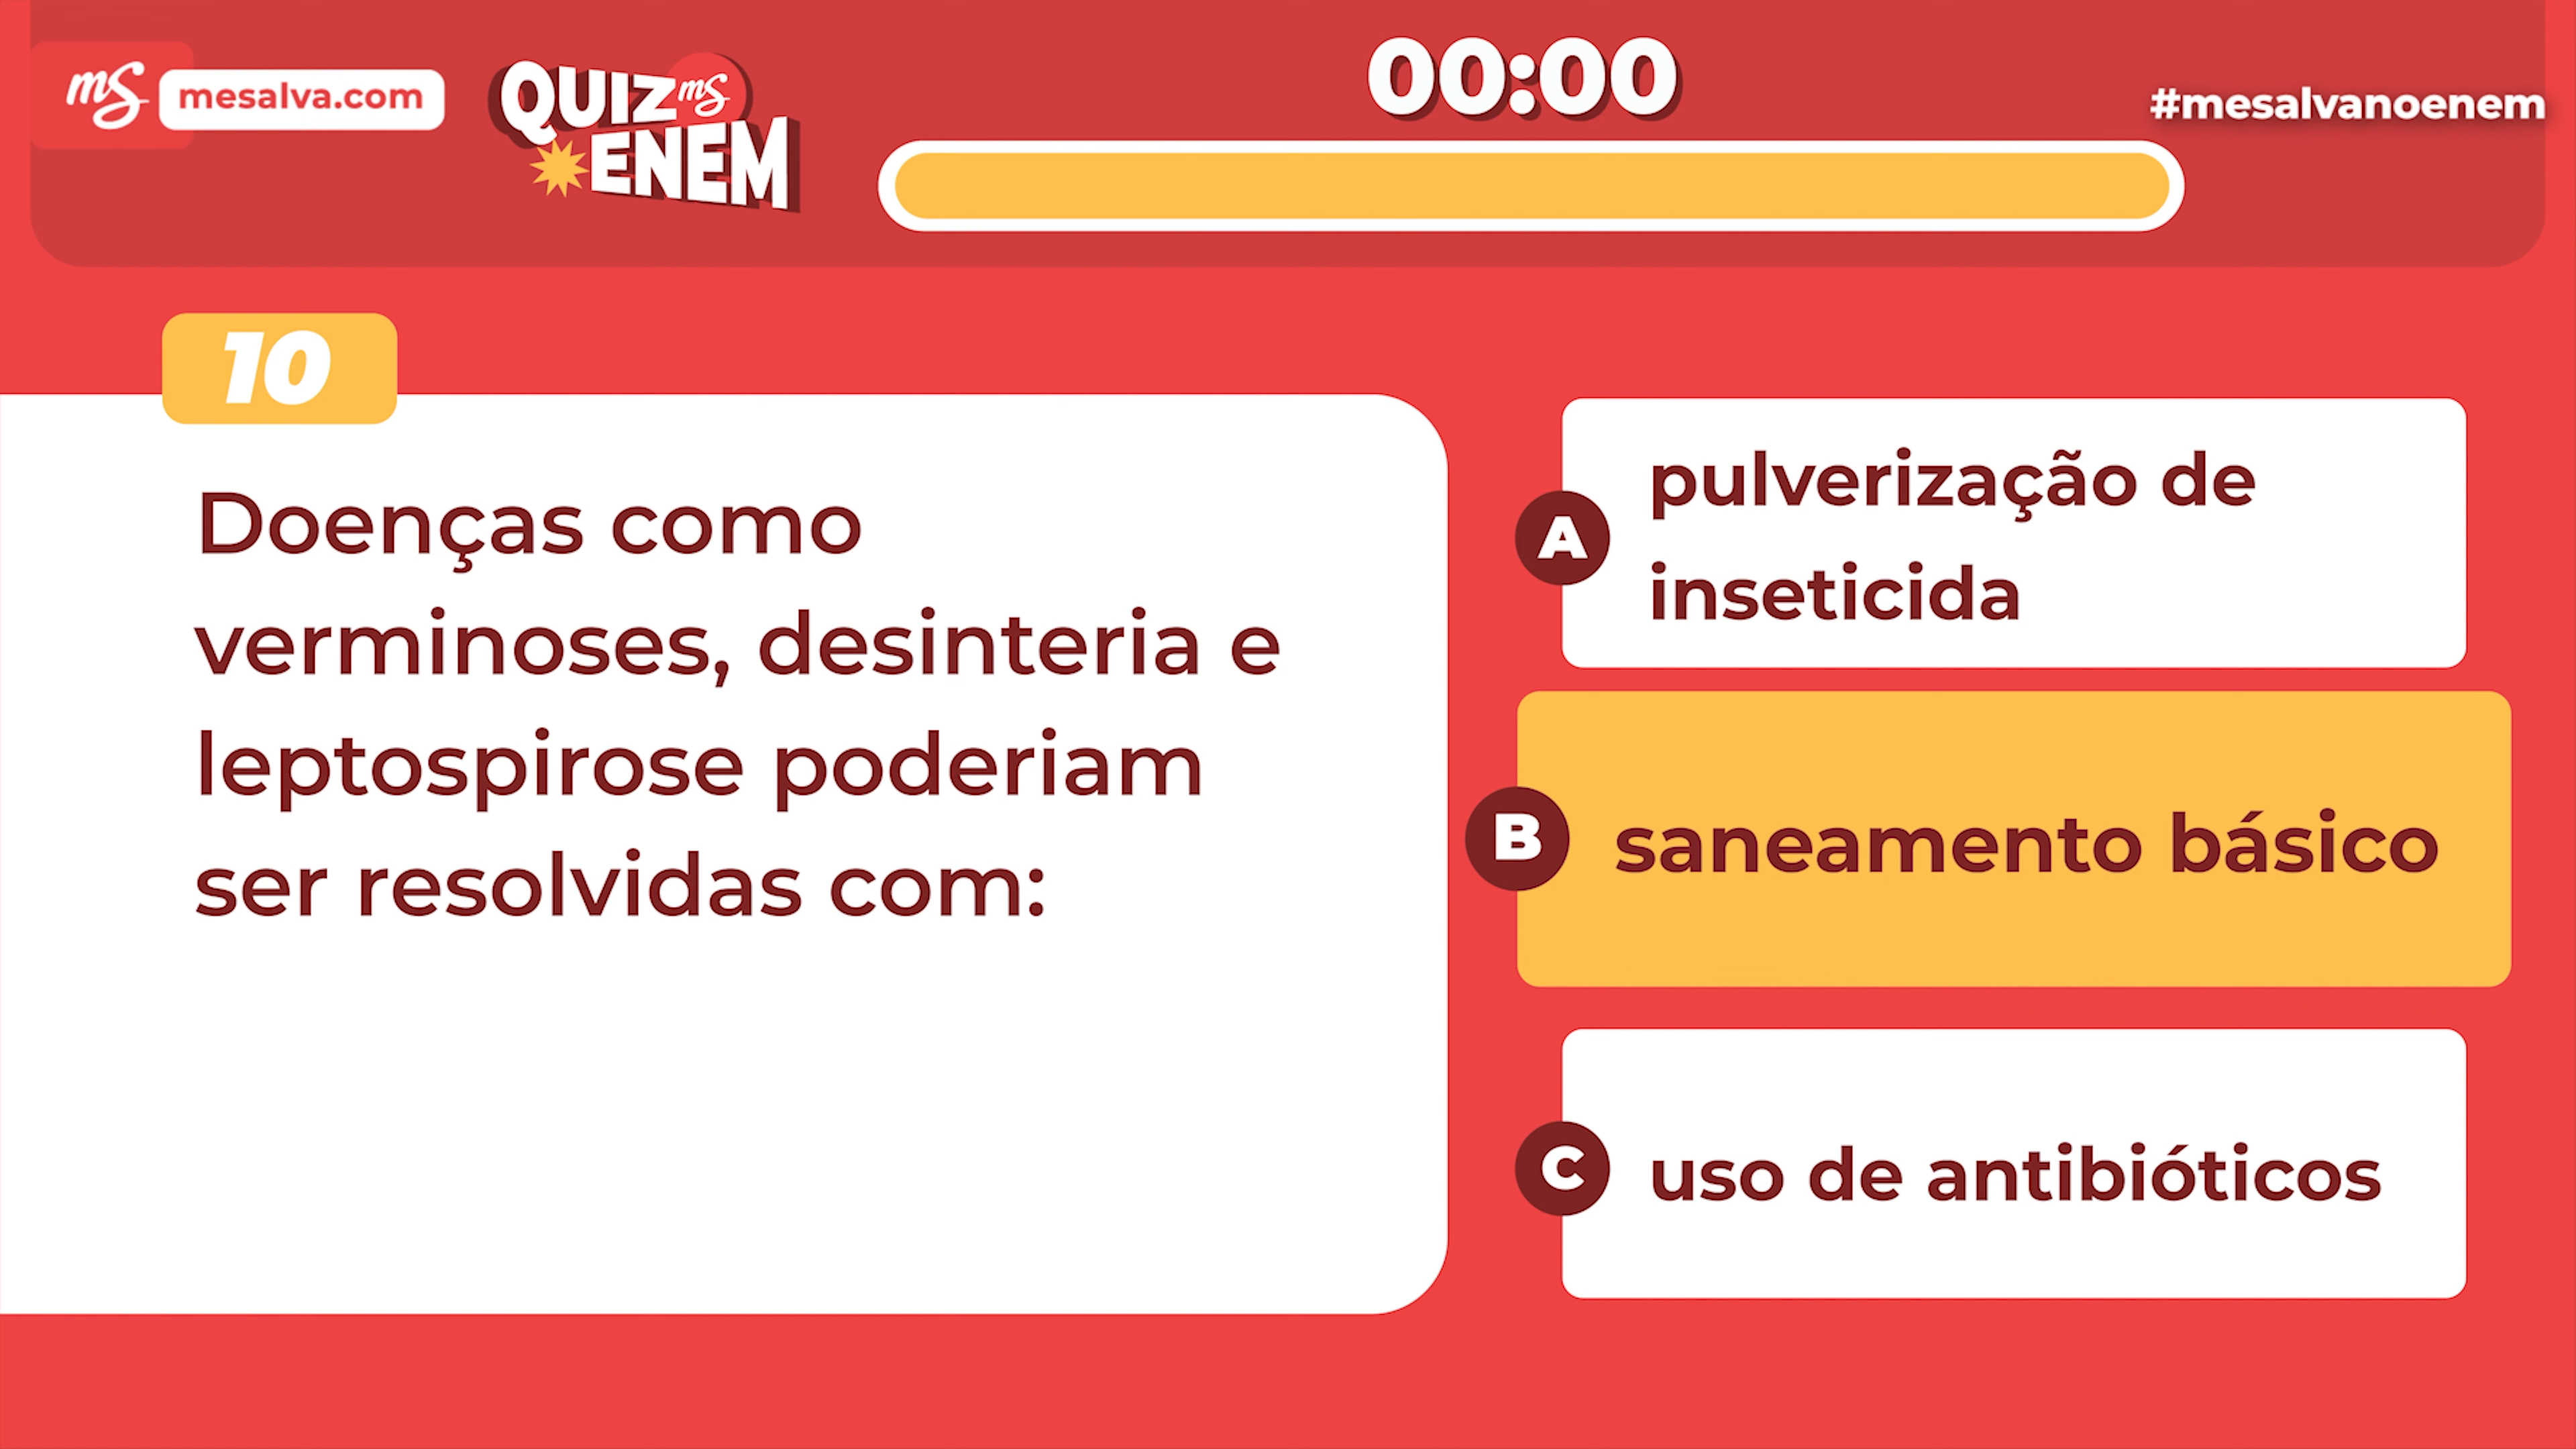 mS mesalva.com
QUIZ mS
ENEM
00:00
#mesalvanoenem
10
Doenças como
verminoses, desinteria e
leptospirose poderiam
ser resolvidas com:
A pulverização de
inseticida
B saneamento básico
C uso de antibióticos